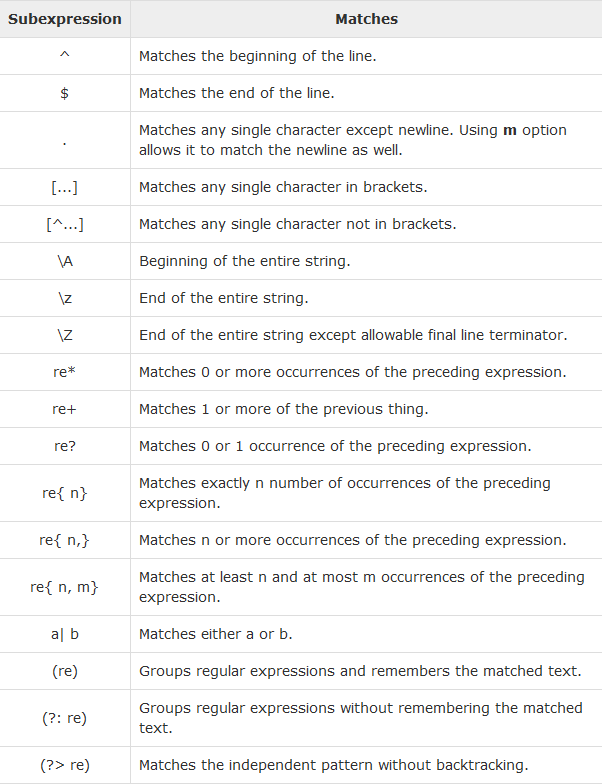 Subexpression Matches
^ Matches the beginning of the line.
$ Matches the end of the line.
. Matches any single character except newline. Using m option
allows it to match the newline as well.
[...] Matches any single character in brackets.
[^...] Matches any single character not in brackets.
\A Beginning of the entire string.
\z End of the entire string.
\Z End of the entire string except allowable final line terminator.
re* Matches 0 or more occurrences of the preceding expression.
re+ Matches 1 or more of the previous thing.
re? Matches 0 or 1 occurrence of the preceding expression.
re{ n} Matches exactly n number of occurrences of the preceding
expression.
re{ n,} Matches n or more occurrences of the preceding expression.
re{ n, m} Matches at least n and at most m occurrences of the preceding
expression.
a| b Matches either a or b.
(re) Groups regular expressions and remembers the matched text.
(?: re) Groups regular expressions without remembering the matched
text.
(?> re) Matches the independent pattern without backtracking.